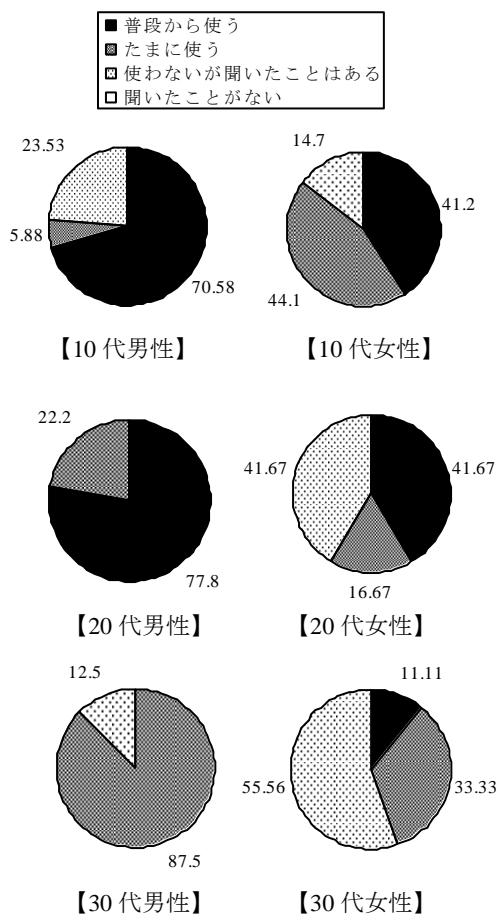 ■普段から使う
たまに使う
使わないが聞いたことはある
□聞いたことがない
23.53
14.7
5.88
41.2
70.58
44.1
【10 代男性】
【10 代女性】
22.2
41.67
41.67
77.8
16.67
【20 代男性】
【20 代女性】
12.5
11.11
55.56
33.33
87.5
【30 代男性】
【30 代女性】